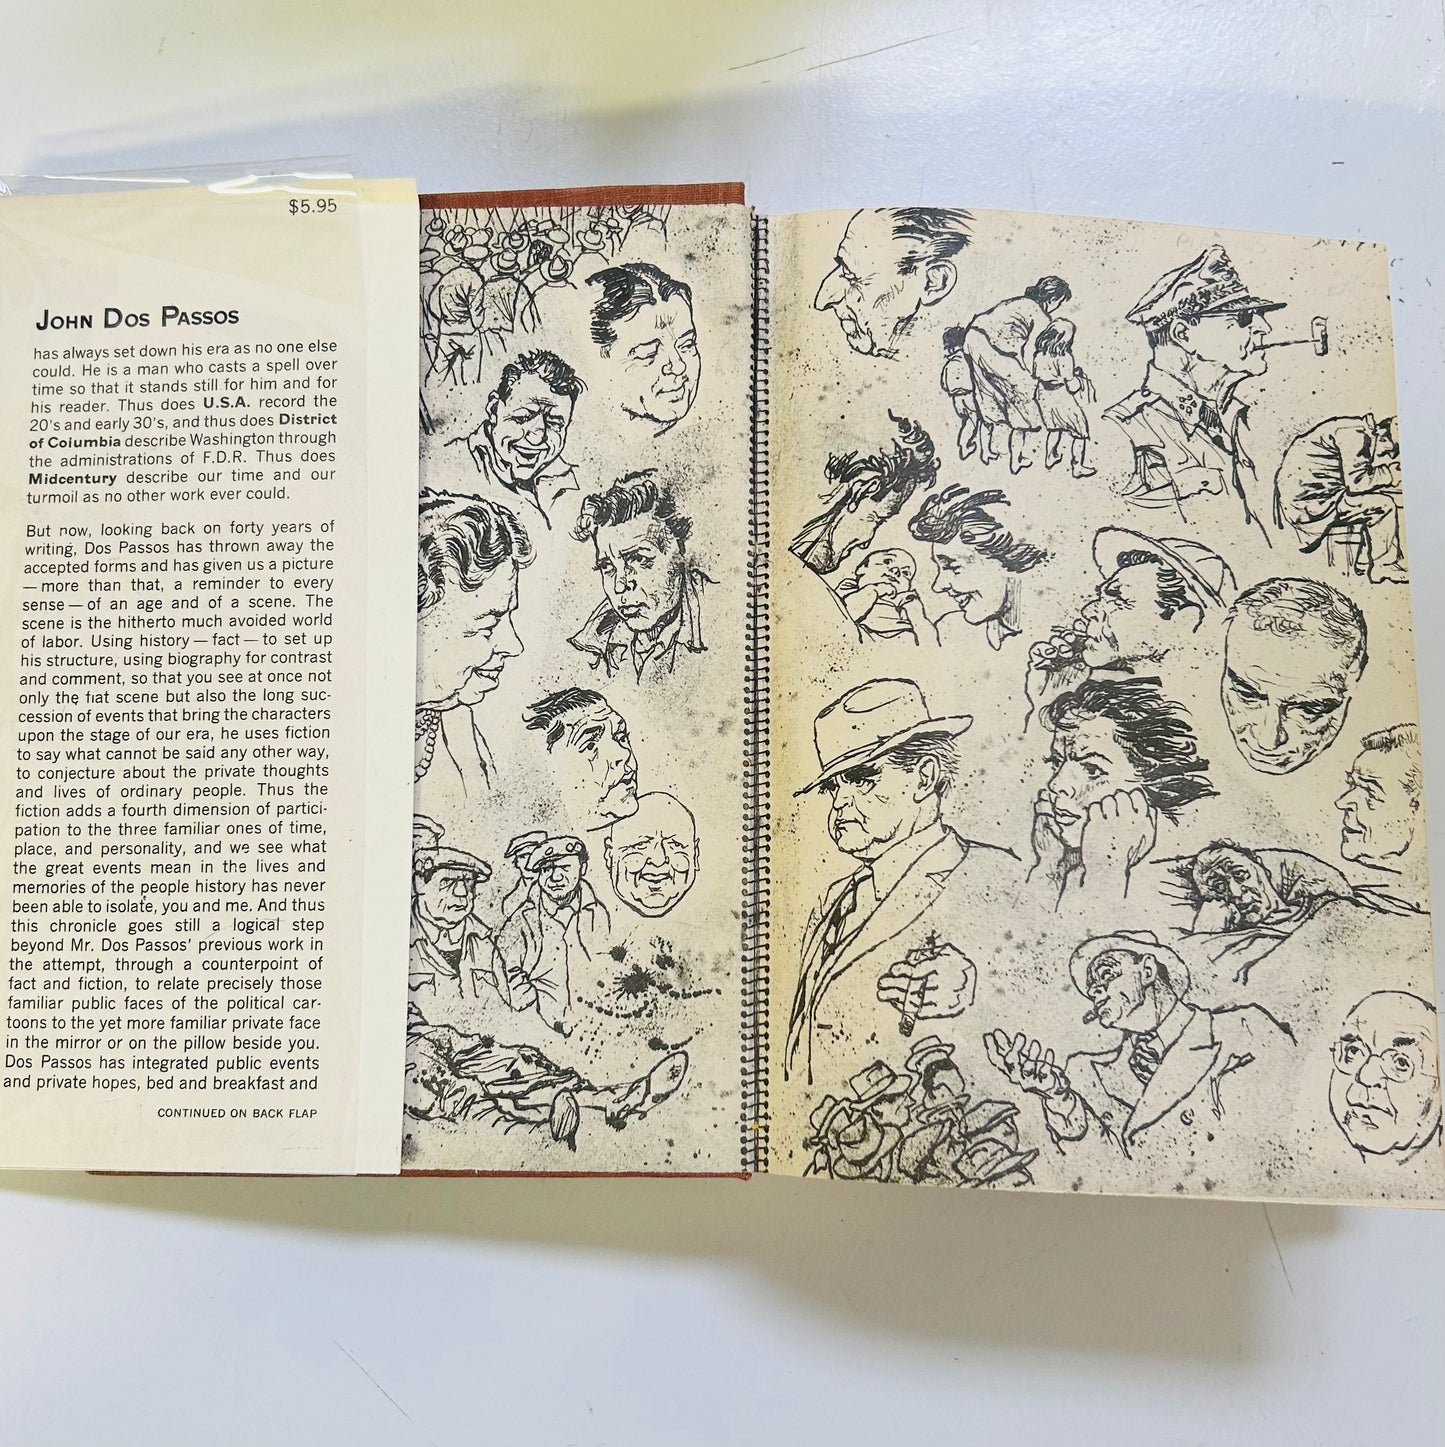 $5.95
JOHN DOS PASSOS
has always set down his era as no one else
could. He is a man who casts a spell over
time so that it stands still for him and for
his reader. Thus does U.S.A. record the
20's and early 30's, and thus does District
of Columbia describe Washington through
the administrations of F.D.R. Thus does
Midcentury describe our time and our
turmoil as no other work ever could.
But now, looking back on forty years of
writing, Dos Passos has thrown away the
accepted forms and has given us a picture
—more than that, a reminder to every
sense—of an age and of a scene. The
scene is the hitherto much avoided world
of labor. Using history—fact—to set up
his structure, using biography for contrast
and comment, so that you see at once not
only the flat scene but also the long suc-
cession of events that bring the characters
upon the stage of our era, he uses fiction
to say what cannot be said any other way,
to conjecture about the private thoughts
and lives of ordinary people. Thus the
fiction adds a fourth dimension of partici-
pation to the three familiar ones of time,
place, and personality, and we see what
the great events mean in the lives and
memories of the people history has never
been able to isolate, you and me. And thus
this chronicle goes still a logical step
beyond Mr. Dos Passos' previous work in
the attempt, through a counterpoint of
fact and fiction, to relate precisely those
familiar public faces of the political car-
toons to the yet more familiar private face
in the mirror or on the pillow beside you.
Dos Passos has integrated public events
and private hopes, bed and breakfast and
CONTINUED ON BACK FLAP